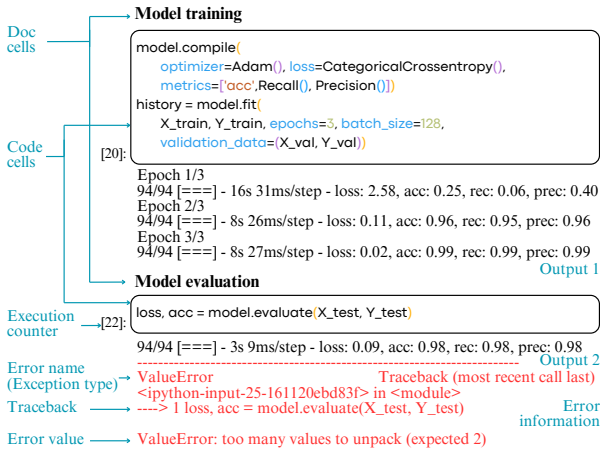 Doc
cells
Model training
model.compile(
optimizer=Adam(), loss=CategoricalCrossentropy(),
metrics=['acc',Recall(), Precision()])
history = model.fit(
X_train, Y_train, epochs=3, batch_size=128,
validation_data=(X_val, Y_val))
Code
cells
[20]:
Epoch 1/3
94/94 [===] - 16s 31ms/step - loss: 2.58, acc: 0.25, rec: 0.06, prec: 0.40
Epoch 2/3
94/94 [===] - 8s 26ms/step - loss: 0.11, acc: 0.96, rec: 0.95, prec: 0.96
Epoch 3/3
94/94 [===] - 8s 27ms/step - loss: 0.02, acc: 0.99, rec: 0.99, prec: 0.99
Output 1
Model evaluation
Execution
counter
[22]:
loss, acc = model.evaluate(X_test, Y_test)
94/94 [===] - 3s 9ms/step - loss: 0.09, acc: 0.98, rec: 0.98, prec: 0.98
Output 2
--------------------------------------------------------------------------
Error name
(Exception type)
ValueError Traceback (most recent call last)
<ipython-input-25-161120ebd83f> in <module>
Traceback
----> 1 loss, acc = model.evaluate(X_test, Y_test)
Error
information
Error value
ValueError: too many values to unpack (expected 2)